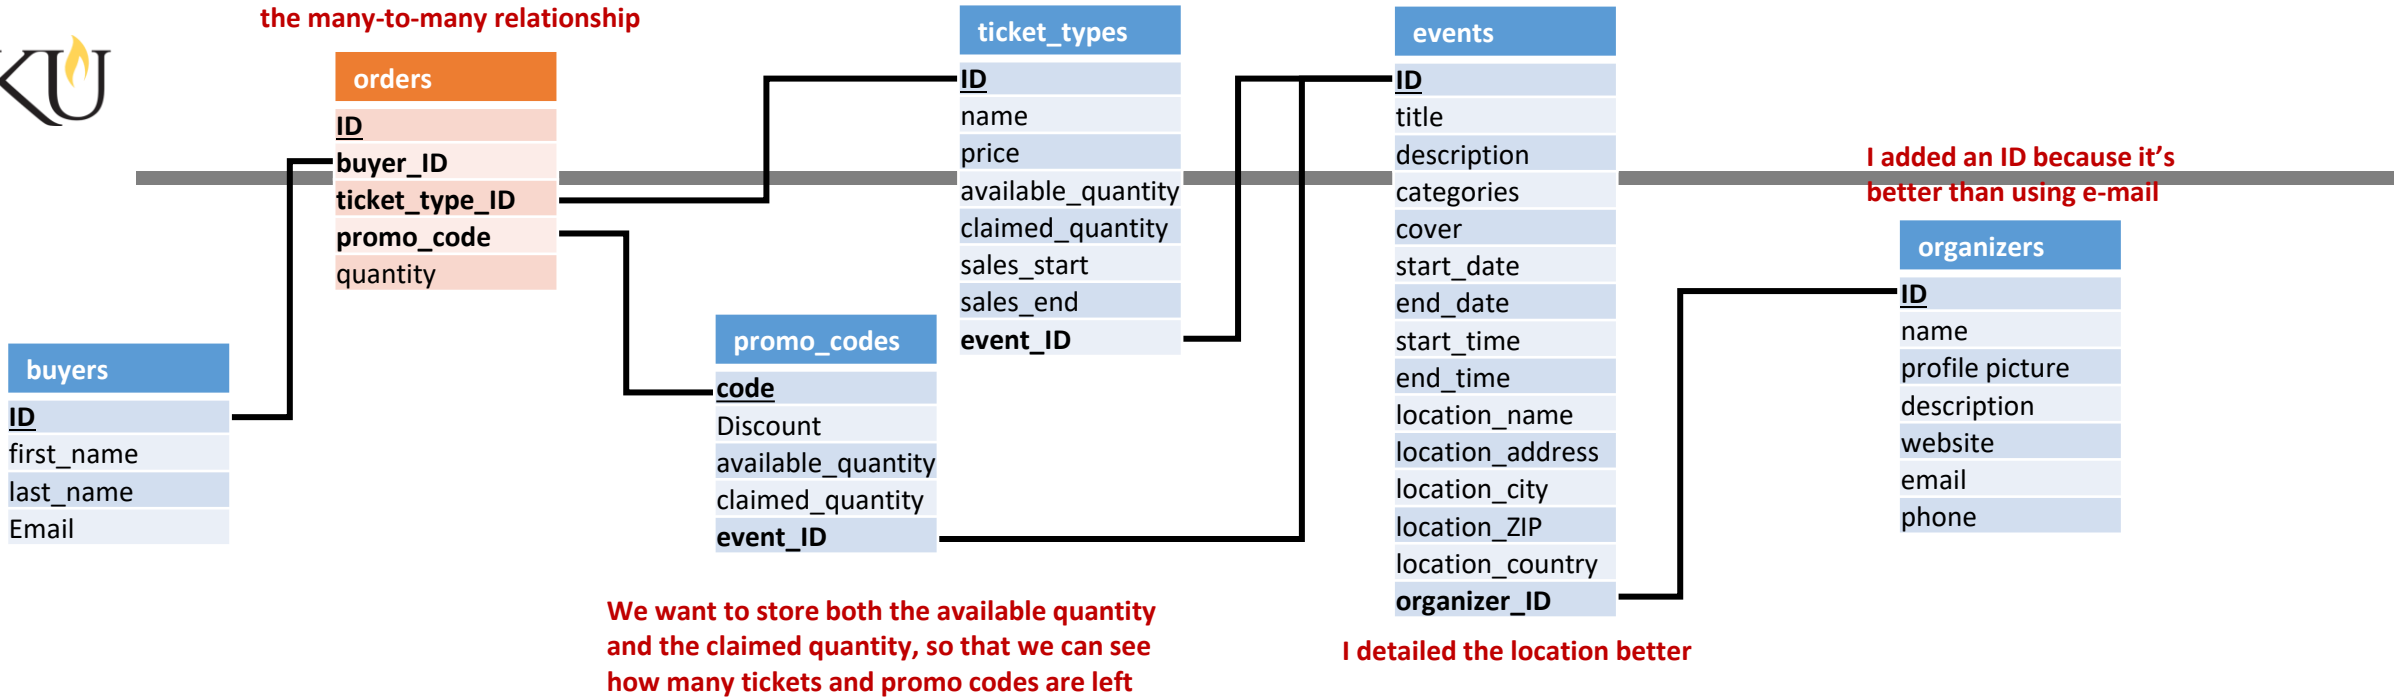 the many-to-many relationship
KU
orders
ID
buyer_ID
ticket_type_ID
promo_code
quantity
buyers
ID
first_name
last_name
Email
promo_codes
code
Discount
available_quantity
claimed_quantity
event_ID
We want to store both the available quantity
and the claimed quantity, so that we can see
how many tickets and promo codes are left
ticket_types
ID
name
price
available_quantity
claimed_quantity
sales_start
sales_end
event_ID
events
ID
title
description
categories
cover
start_date
end_date
start_time
end_time
location_name
location_address
location_city
location_ZIP
location_country
organizer_ID
I detailed the location better
I added an ID because it’s
better than using e-mail
organizers
ID
name
profile picture
description
website
email
phone